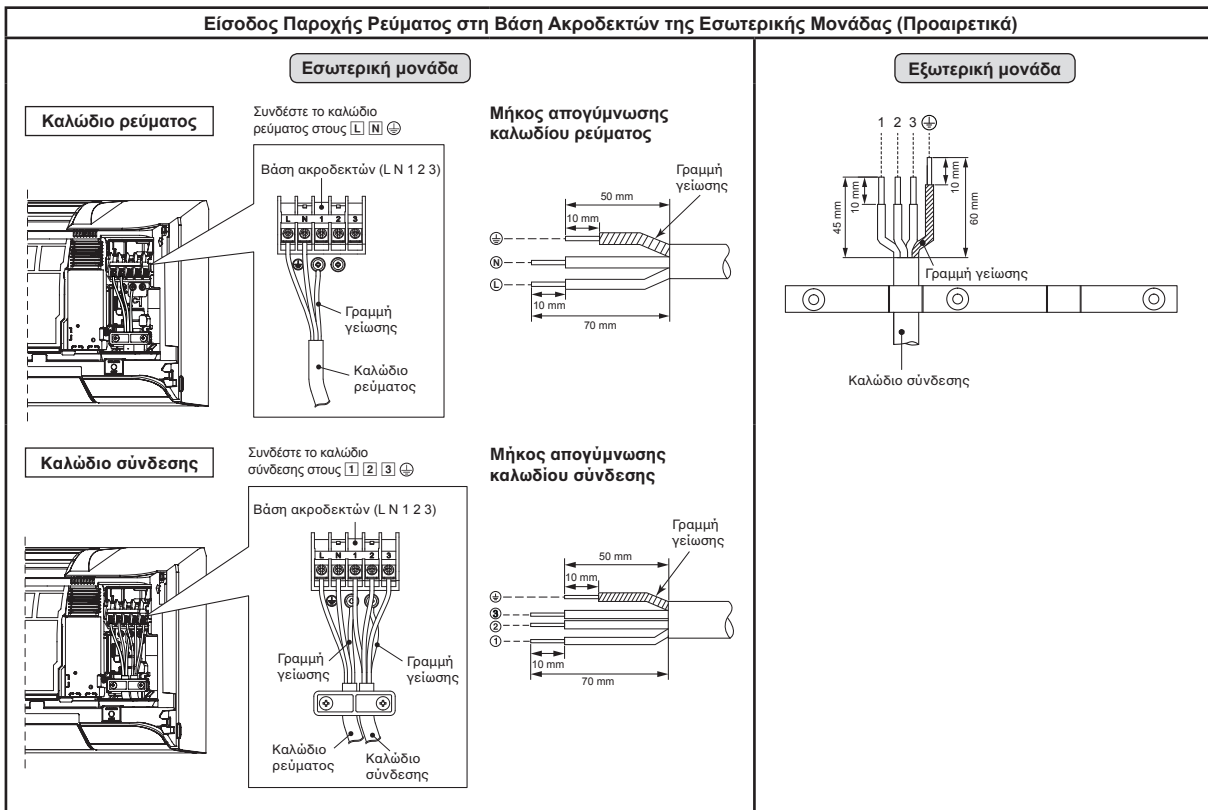 Είσοδος Παροχής Ρεύματος στη Βάση Ακροδεκτών της Εσωτερικής Μονάδας (Προαιρετικά)
Εσωτερική μονάδα
Καλώδιο ρεύματος
Συνδέστε το καλώδιο
ρεύματος στους L N ⏚
Βάση ακροδεκτών (L N 1 2 3)
L N 1 2 3
Γραμμή
γείωσης
Καλώδιο
ρεύματος
Μήκος απογύμνωσης
καλωδίου ρεύματος
Γραμμή
γείωσης
50 mm
10 mm
⏚
N
L
10 mm
70 mm
Καλώδιο σύνδεσης
Συνδέστε το καλώδιο
σύνδεσης στους 1 2 3 ⏚
Βάση ακροδεκτών (L N 1 2 3)
L N 1 2 3
Γραμμή
γείωσης
Γραμμή
γείωσης
Καλώδιο
ρεύματος
Καλώδιο
σύνδεσης
Μήκος απογύμνωσης
καλωδίου σύνδεσης
Γραμμή
γείωσης
50 mm
10 mm
⏚
3
2
1
10 mm
70 mm
Εξωτερική μονάδα
1 2 3 ⏚
45 mm
10 mm
10 mm
60 mm
Γραμμή γείωσης
Καλώδιο σύνδεσης